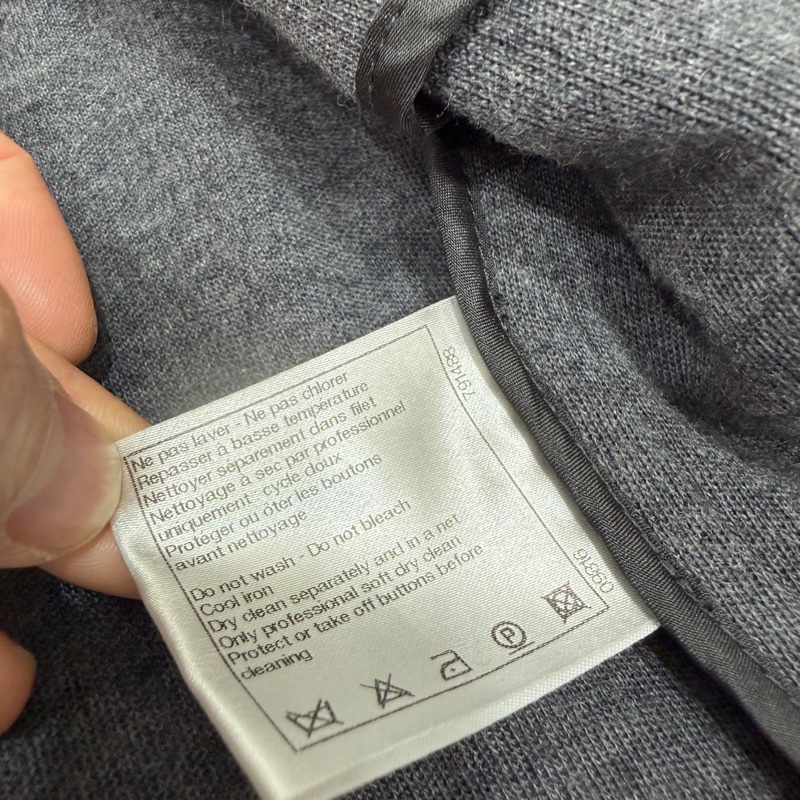 Ne pas laver - Ne pas chlorer
Repasser à basse température
Nettoyer séparement dans filet
Nettoyage à sec par professionnel
uniquement : cycle doux
Protéger ou ôter les boutons
avant nettoyage
Do not wash - Do not bleach
Cool iron
Dry clean separately and in a net
Only professional soft dry clean
Protect or take off buttons before
cleaning
P
791488
09816